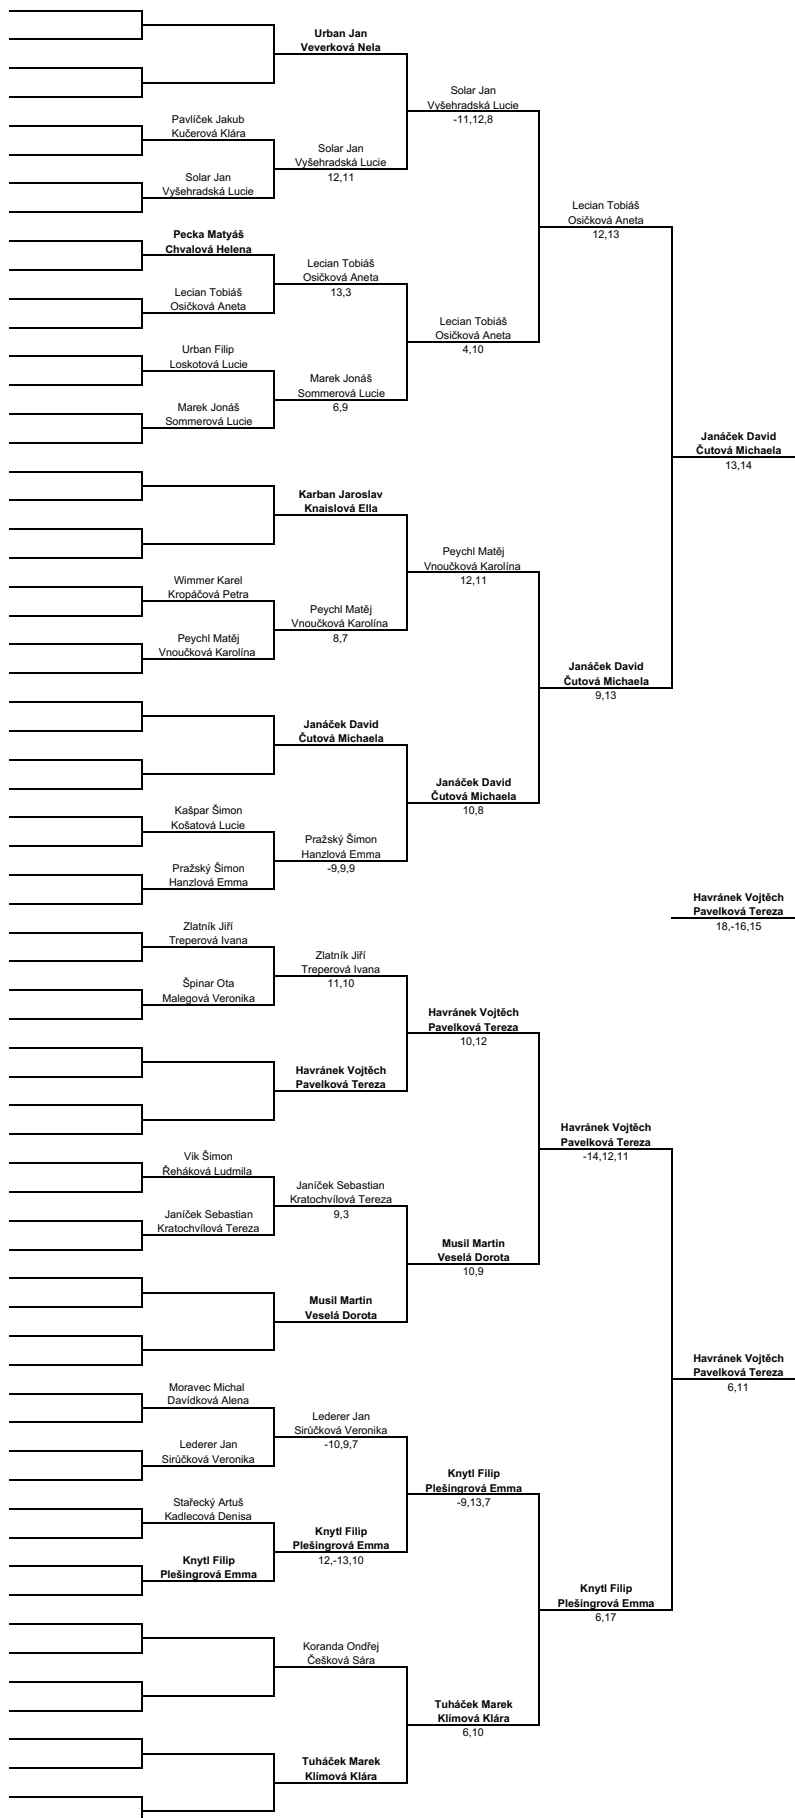 Urban Jan
Veverková Nela
Solar Jan
Vyšehradská Lucie
-11,12,8
Pavlíček Jakub
Kučerová Klára
Solar Jan
Vyšehradská Lucie
12,11
Solar Jan
Vyšehradská Lucie
Lecian Tobiáš
Osičková Aneta
12,13
Pecka Matyáš
Chvalová Helena
Lecian Tobiáš
Osičková Aneta
13,3
Lecian Tobiáš
Osičková Aneta
Lecian Tobiáš
Osičková Aneta
4,10
Urban Filip
Loskotová Lucie
Marek Jonáš
Sommerová Lucie
6,9
Marek Jonáš
Sommerová Lucie
Janáček David
Čutová Michaela
13,14
Karban Jaroslav
Knaislová Ella
Peychl Matěj
Vnoučková Karolína
12,11
Wimmer Karel
Kropáčová Petra
Peychl Matěj
Vnoučková Karolína
8,7
Peychl Matěj
Vnoučková Karolína
Janáček David
Čutová Michaela
9,13
Janáček David
Čutová Michaela
Janáček David
Čutová Michaela
10,8
Kašpar Šimon
Košatová Lucie
Pražský Šimon
Hanzlová Emma
-9,9,9
Pražský Šimon
Hanzlová Emma
Havránek Vojtěch
Pavelková Tereza
18,-16,15
Zlatník Jiří
Treperová Ivana
Zlatník Jiří
Treperová Ivana
11,10
Špinar Ota
Malegová Veronika
Havránek Vojtěch
Pavelková Tereza
10,12
Havránek Vojtěch
Pavelková Tereza
Havránek Vojtěch
Pavelková Tereza
-14,12,11
Vik Šimon
Řeháková Ludmila
Janíček Sebastian
Kratochvílová Tereza
9,3
Janíček Sebastian
Kratochvílová Tereza
Musil Martin
Veselá Dorota
10,9
Musil Martin
Veselá Dorota
Havránek Vojtěch
Pavelková Tereza
6,11
Moravec Michal
Davídková Alena
Lederer Jan
Sirůčková Veronika
-10,9,7
Lederer Jan
Sirůčková Veronika
Knytl Filip
Plešingrová Emma
-9,13,7
Stařecký Artuš
Kadlecová Denisa
Knytl Filip
Plešingrová Emma
12,-13,10
Knytl Filip
Plešingrová Emma
Knytl Filip
Plešingrová Emma
6,17
Koranda Ondřej
Češková Sára
Tuháček Marek
Klímová Klára
6,10
Tuháček Marek
Klímová Klára